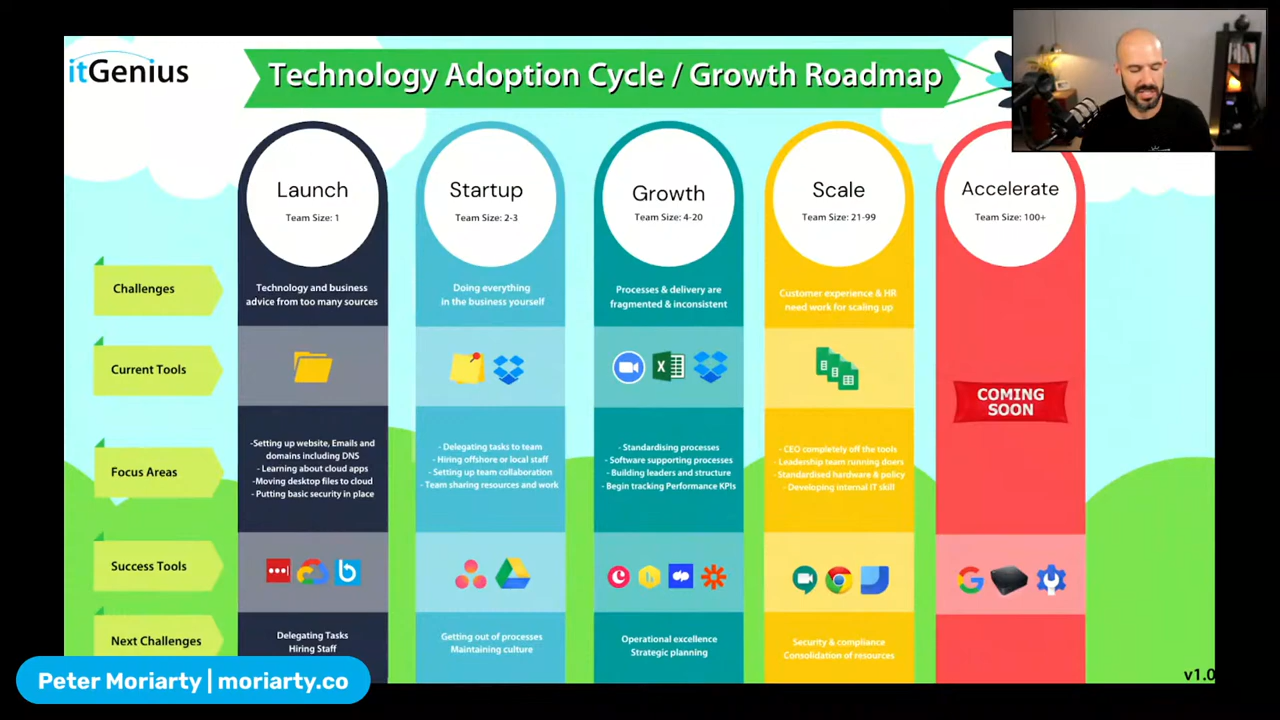 itGenius
Technology Adoption Cycle / Growth Roadmap
Launch
Team Size: 1
Startup
Team Size: 2-3
Growth
Team Size: 4-20
Scale
Team Size: 21-99
Accelerate
Team Size: 100+
Challenges
Technology and business
advice from too many sources
Doing everything
in the business yourself
Processes & delivery are
fragmented & inconsistent
Customer experience & HR
need work for scaling up
Current Tools
COMING
SOON
Focus Areas
-Setting up website, Emails and
domains including DNS
- Learning about cloud apps
-Moving desktop files to cloud
- Putting basic security in place
- Delegating tasks to team
- Hiring offshore or local staff
- Setting up team collaboration
- Team sharing resources and work
- Standardising processes
- Software supporting processes
- Building leaders and structure
- Begin tracking Performance KPIs
- CEO completely off the tools
- Leadership team running doers
- Standardised hardware & policy
- Developing internal IT skill
Success Tools
Next Challenges
Delegating Tasks
Hiring Staff
Getting out of processes
Maintaining culture
Operational excellence
Strategic planning
Security & compliance
Consolidation of resources
Peter Moriarty | moriarty.co
v1.0